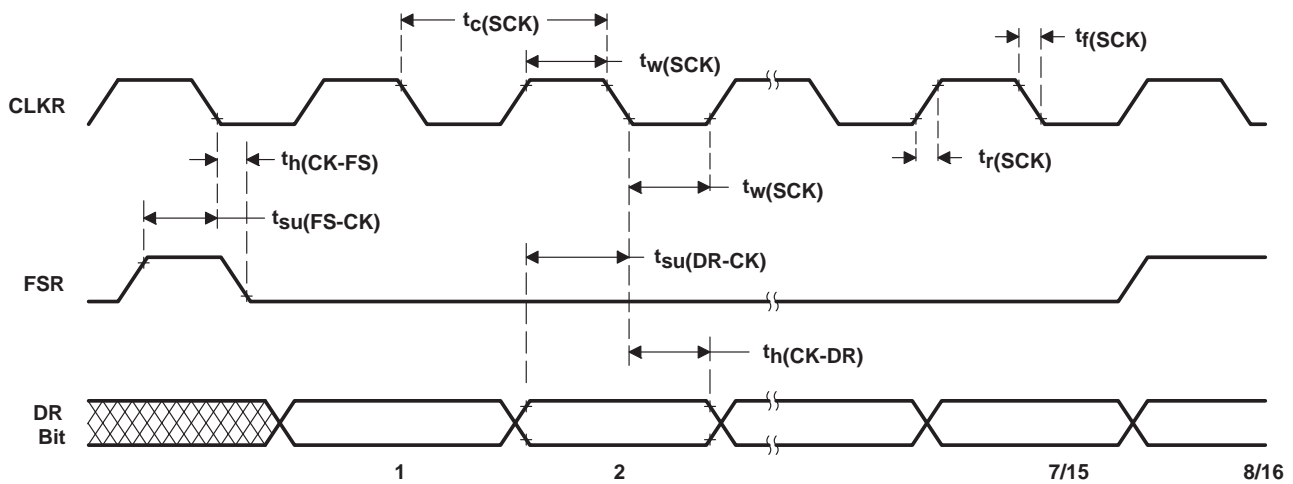 tc(SCK)
tf(SCK)
tw(SCK)
CLKR
th(CK-FS)
tr(SCK)
tw(SCK)
tsu(FS-CK)
tsu(DR-CK)
FSR
th(CK-DR)
DR
Bit
1 2 7/15 8/16